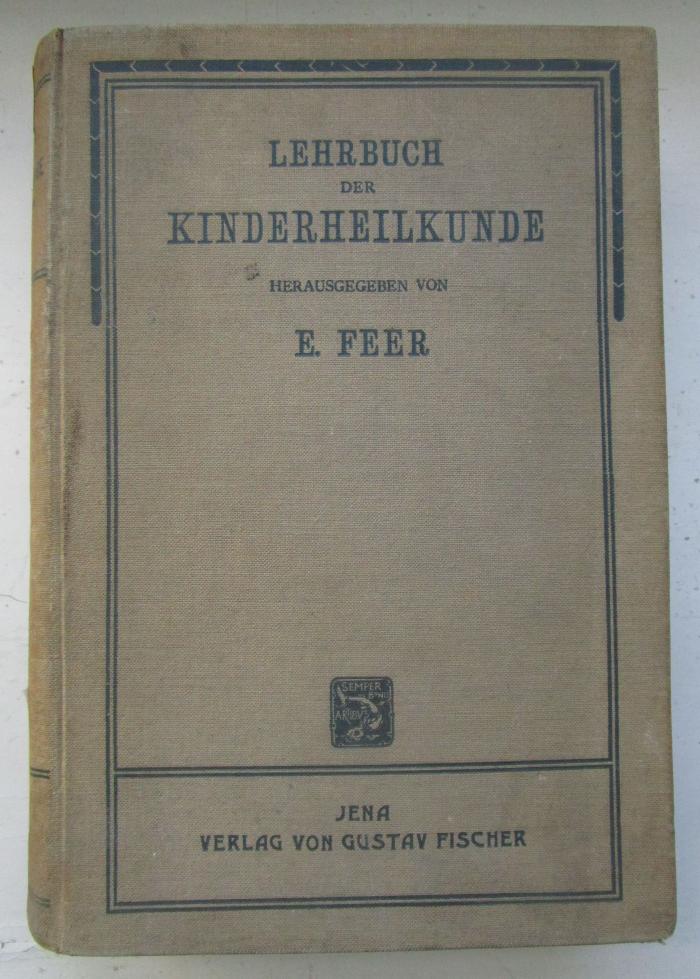 LEHRBUCH
DER
KINDERHEILKUNDE
HERAUSGEGEBEN VON
E. FEER
SEMPER
JENA
VERLAG VON GUSTAV FISCHER